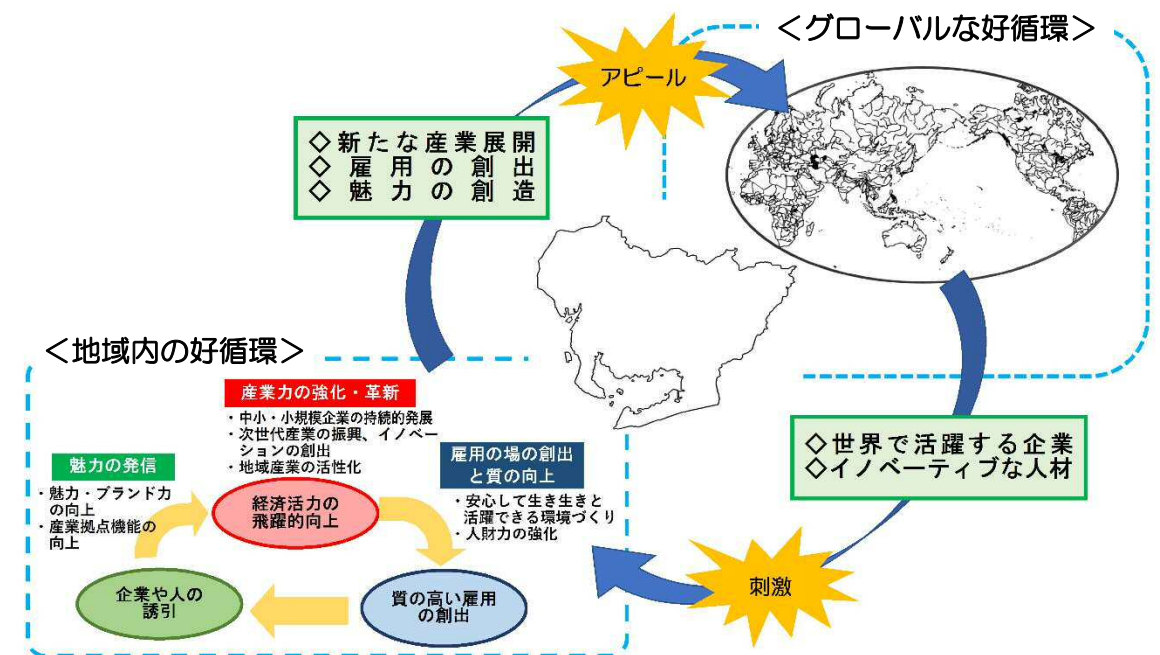 ＜グローバルな好循環＞
アピール
◇新たな産業展開
◇雇用の創出
◇魅力の創造
＜地域内の好循環＞
産業力の強化・革新
・中小・小規模企業の持続的発展
・次世代産業の振興、イノベー
ションの創出
・地域産業の活性化
魅力の発信
・魅力・ブランド力
の向上
・産業拠点機能の
向上
雇用の場の創出
と質の向上
・安心して生き生きと
活躍できる環境づくり
・人財力の強化
経済活力の
飛躍的向上
企業や人の
誘引
質の高い雇用
の創出
◇世界で活躍する企業
◇イノベーティブな人材
刺激